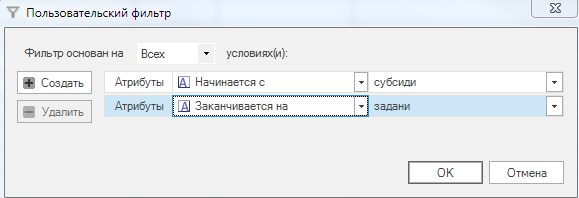 Пользовательский фильтр
Фильтр основан на Всех условиях(и):
Создать Атрибуты Начинается с субсиди
Удалить Атрибуты Заканчивается на задани
OK Отмена